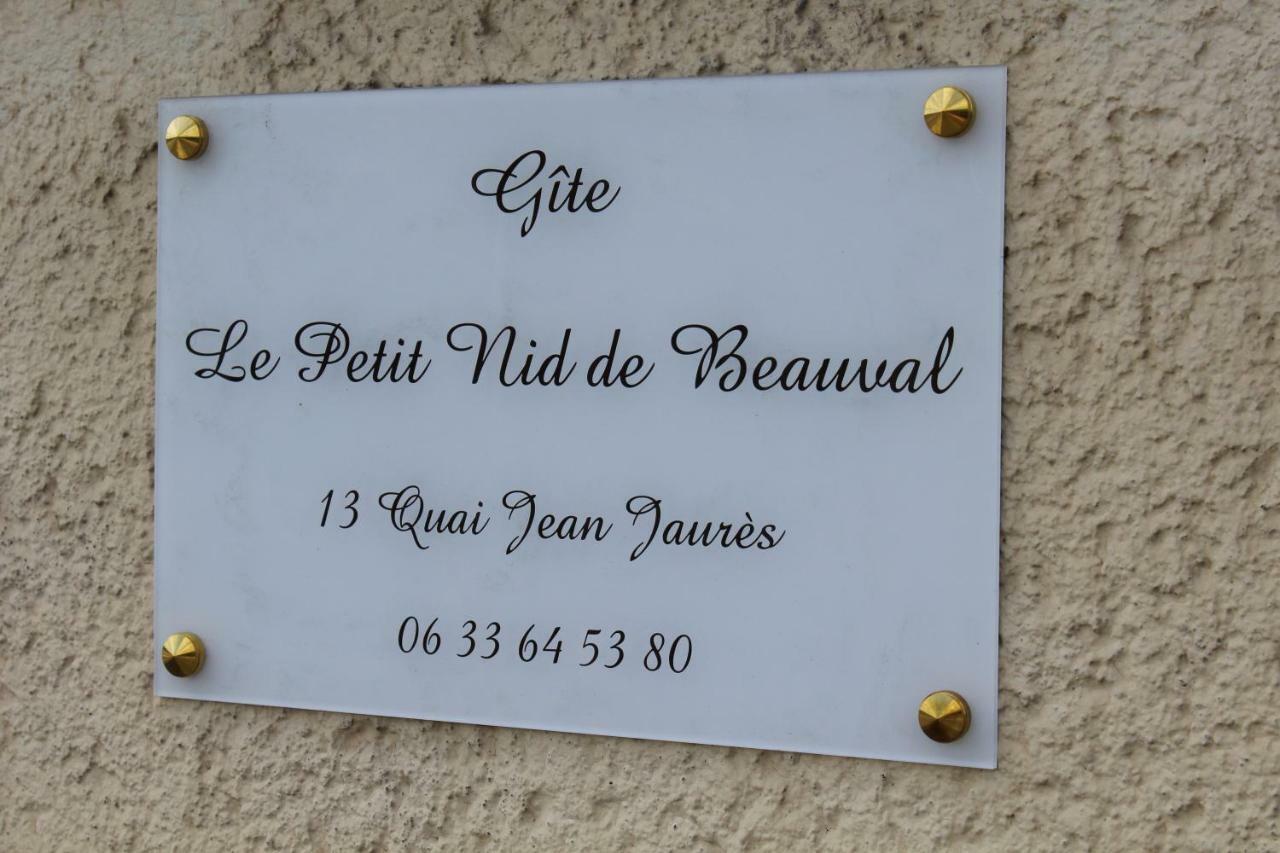 Gîte
Le Petit Nid de Beauval
13 Quai Jean Jaurès
06 33 64 53 80